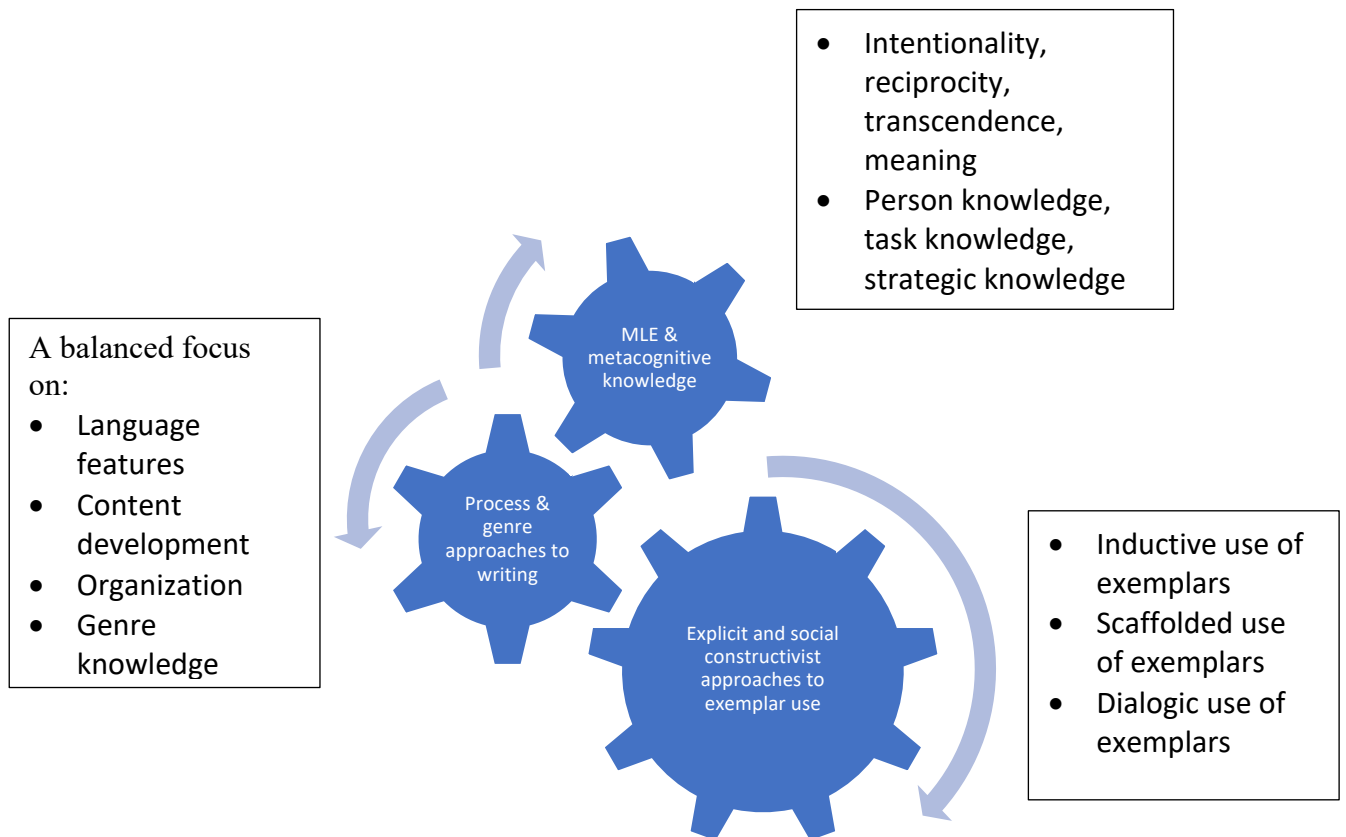 • Intentionality,
reciprocity,
transcendence,
meaning
• Person knowledge,
task knowledge,
strategic knowledge
MLE &
metacognitive
knowledge
A balanced focus
on:
• Language
features
• Content
development
• Organization
• Genre
knowledge
Process &
genre
approaches to
writing
Explicit and social
constructivist
approaches to
exemplar use
• Inductive use of
exemplars
• Scaffolded use
of exemplars
• Dialogic use of
exemplars